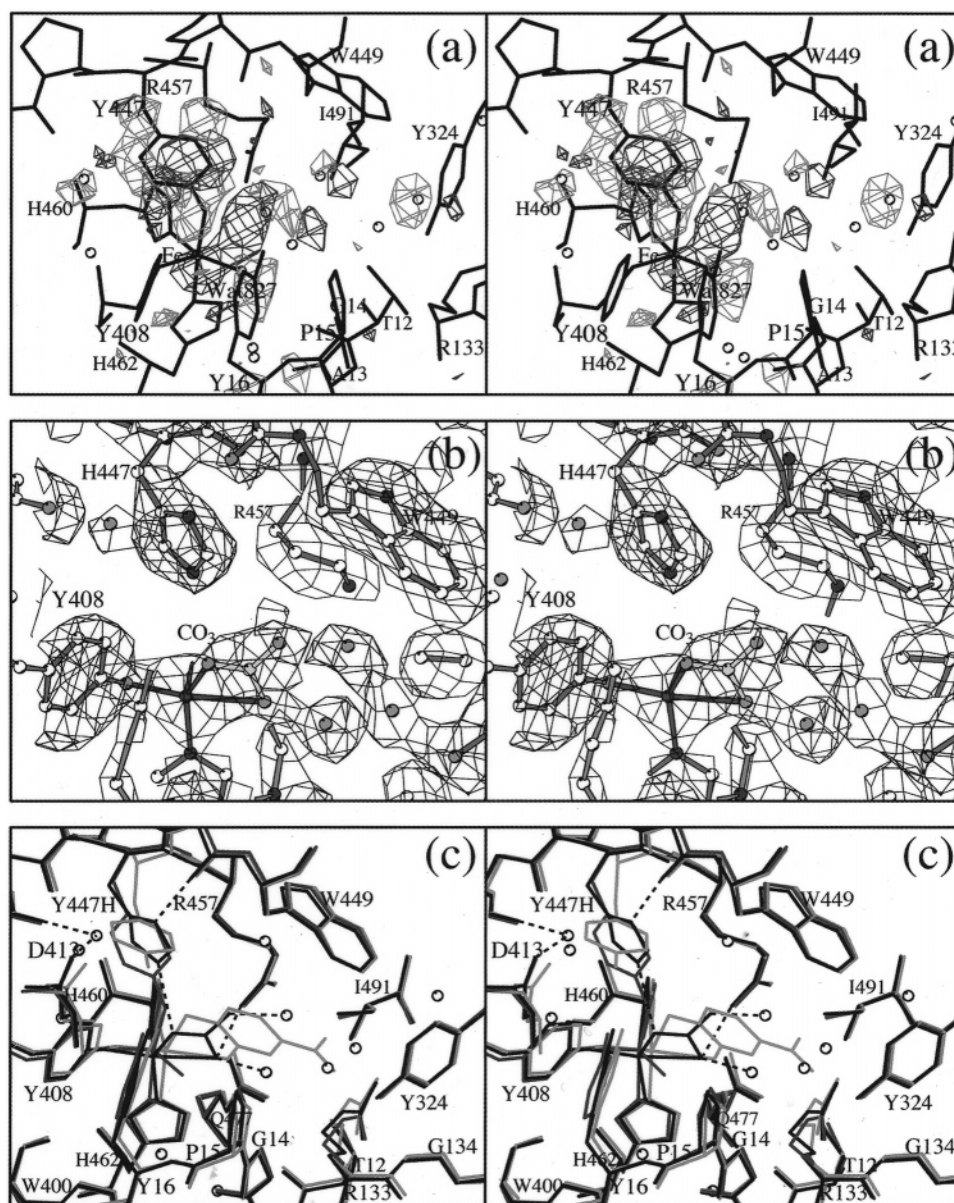 (a)
W449
R457
I491
Y447
Y324
H460
Fe
Wat827
G14
Y408
P15
T12
H462
R133
Y16
A13
(a)
W449
R457
I491
Y447
Y324
H460
Fe
Wat827
G14
Y408
P15
T12
H462
R133
Y16
A13
(b)
H447
R457
W449
Y408
CO3
(b)
H447
R457
W449
Y408
CO3
(c)
Y447H
R457
W449
D413
H460
I491
Y408
Y324
Q477
G14
P15
G134
H462
T12
W400
Y16
R133
(c)
Y447H
R457
W449
D413
H460
I491
Y408
Y324
Q477
G14
P15
G134
H462
T12
W400
Y16
R133